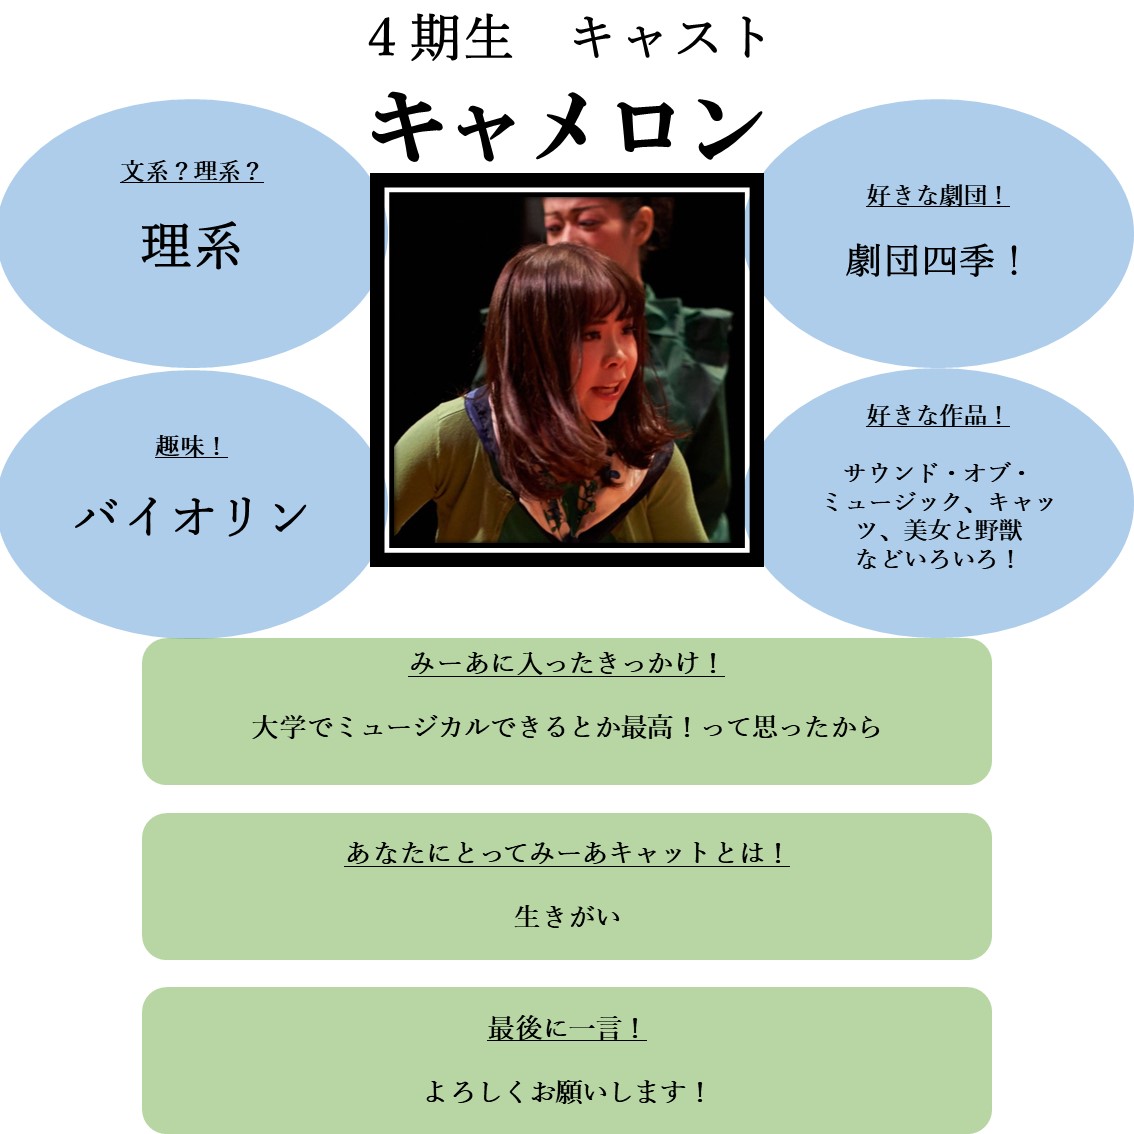 ４期生　キャスト
キャメロン
文系？理系？
理系
好きな劇団！
劇団四季！
趣味！
バイオリン
好きな作品！
サウンド・オブ・
ミュージック、キャッ
ツ、美女と野獣
などいろいろ！
みーあに入ったきっかけ！
大学でミュージカルできるとか最高！って思ったから
あなたにとってみーあキャットとは！
生きがい
最後に一言！
よろしくお願いします！